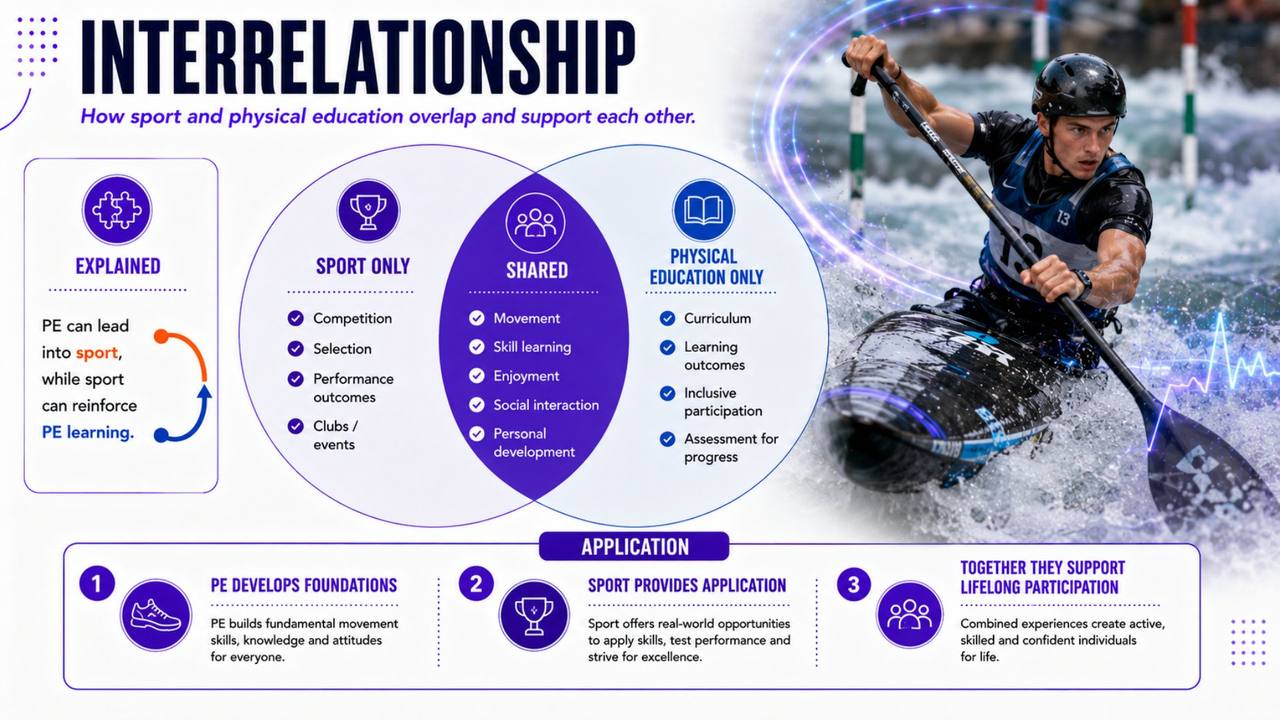 INTERRELATIONSHIP
How sport and physical education overlap and support each other.
EXPLAINED
PE can lead
into sport,
while sport
can reinforce
PE learning.
SPORT ONLY
Competition
Selection
Performance
outcomes
Clubs /
events
SHARED
Movement
Skill learning
Enjoyment
Social interaction
Personal
development
PHYSICAL
EDUCATION ONLY
Curriculum
Learning
outcomes
Inclusive
participation
Assessment for
progress
13
APPLICATION
1
PE DEVELOPS FOUNDATIONS
PE builds fundamental movement
skills, knowledge and attitudes
for everyone.
2
SPORT PROVIDES APPLICATION
Sport offers real-world opportunities
to apply skills, test performance and
strive for excellence.
3
TOGETHER THEY SUPPORT
LIFELONG PARTICIPATION
Combined experiences create active,
skilled and confident individuals
for life.